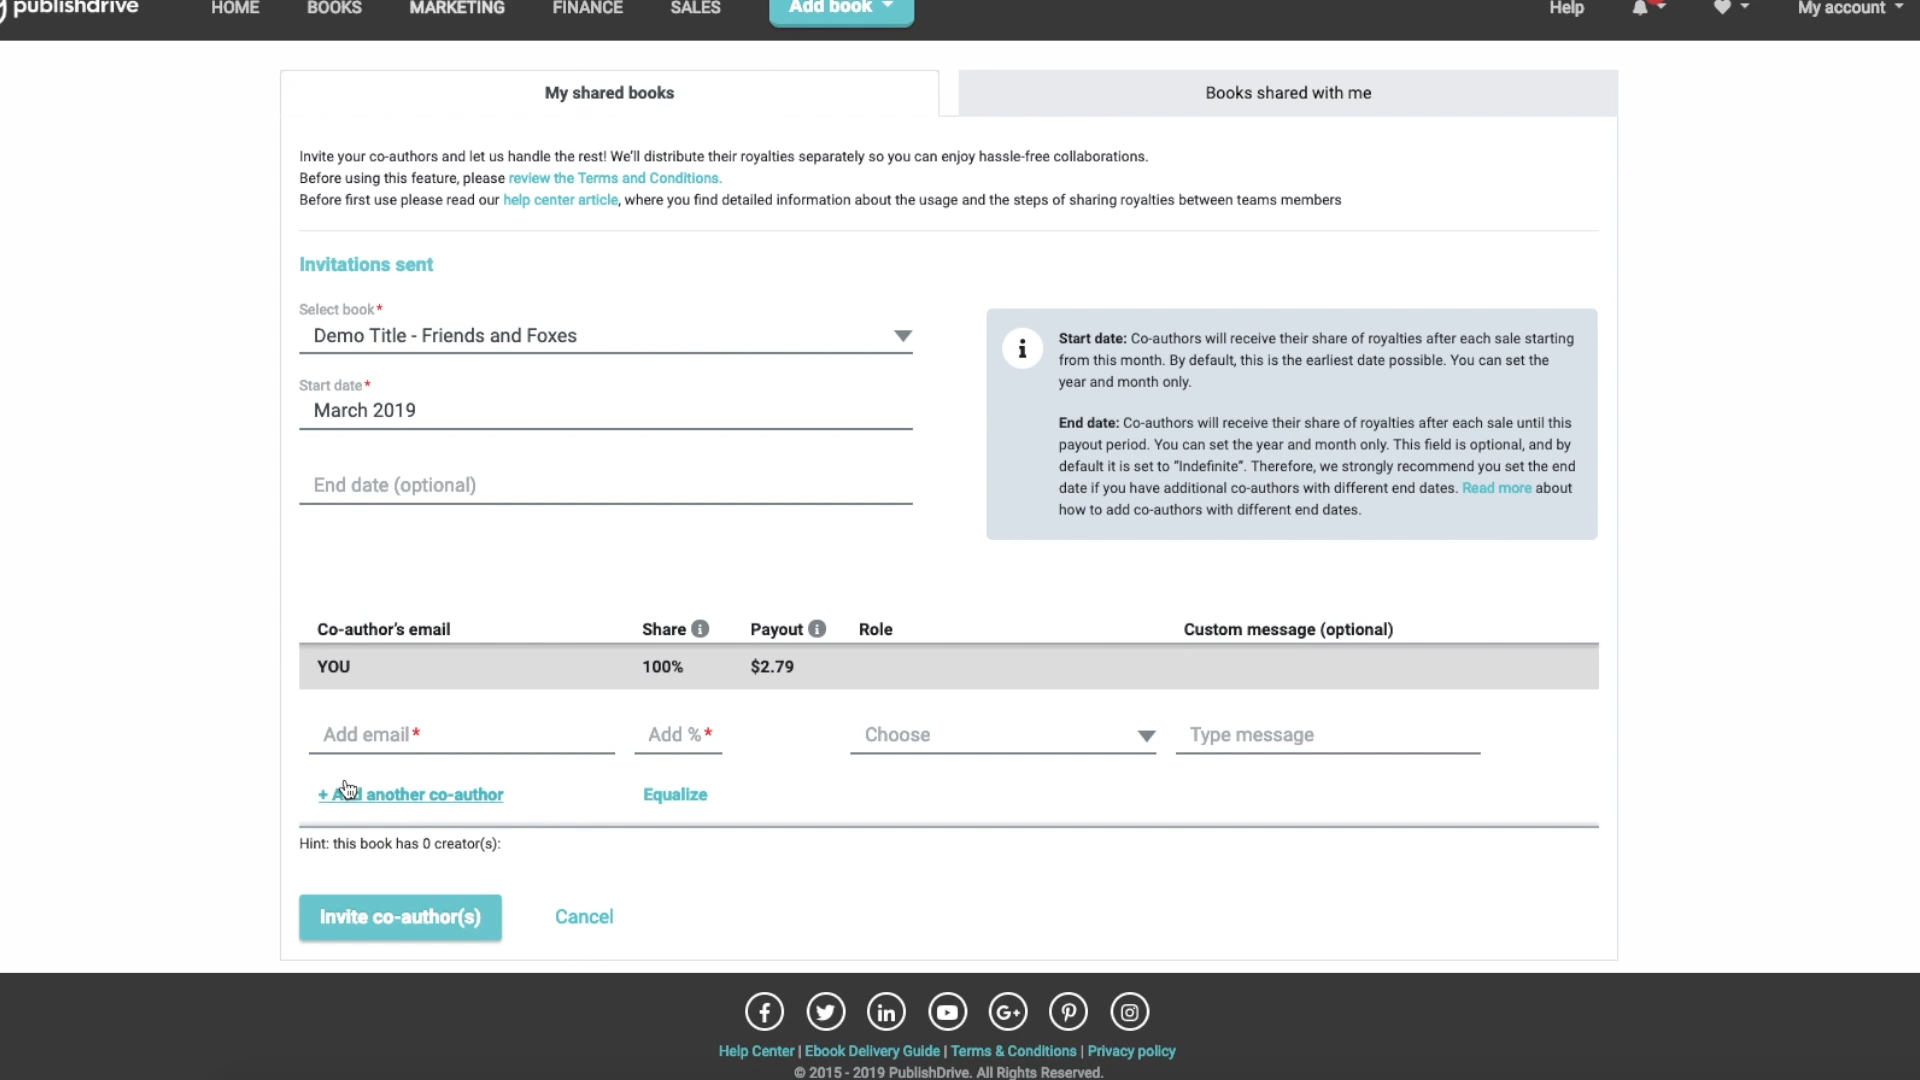 publishdrive
HOME BOOKS MARKETING FINANCE SALES Add book Help My account
My shared books Books shared with me
Invite your co-authors and let us handle the rest! We'll distribute their royalties separately so you can enjoy hassle-free collaborations.
Before using this feature, please review the Terms and Conditions.
Before first use please read our help center article, where you find detailed information about the usage and the steps of sharing royalties between teams members
Invitations sent
Select book*
Demo Title - Friends and Foxes
Start date*
March 2019
End date (optional)
Start date: Co-authors will receive their share of royalties after each sale starting
from this month. By default, this is the earliest date possible. You can set the
year and month only.
End date: Co-authors will receive their share of royalties after each sale until this
payout period. You can set the year and month only. This field is optional, and by
default it is set to "Indefinite". Therefore, we strongly recommend you set the end
date if you have additional co-authors with different end dates. Read more about
how to add co-authors with different end dates.
Co-author's email Share Payout Role Custom message (optional)
YOU 100% $2.79
Add email* Add %* Choose Type message
+ Add another co-author Equalize
Hint: this book has 0 creator(s):
Invite co-author(s) Cancel
Help Center | Ebook Delivery Guide | Terms & Conditions | Privacy policy
© 2015 - 2019 PublishDrive. All Rights Reserved.